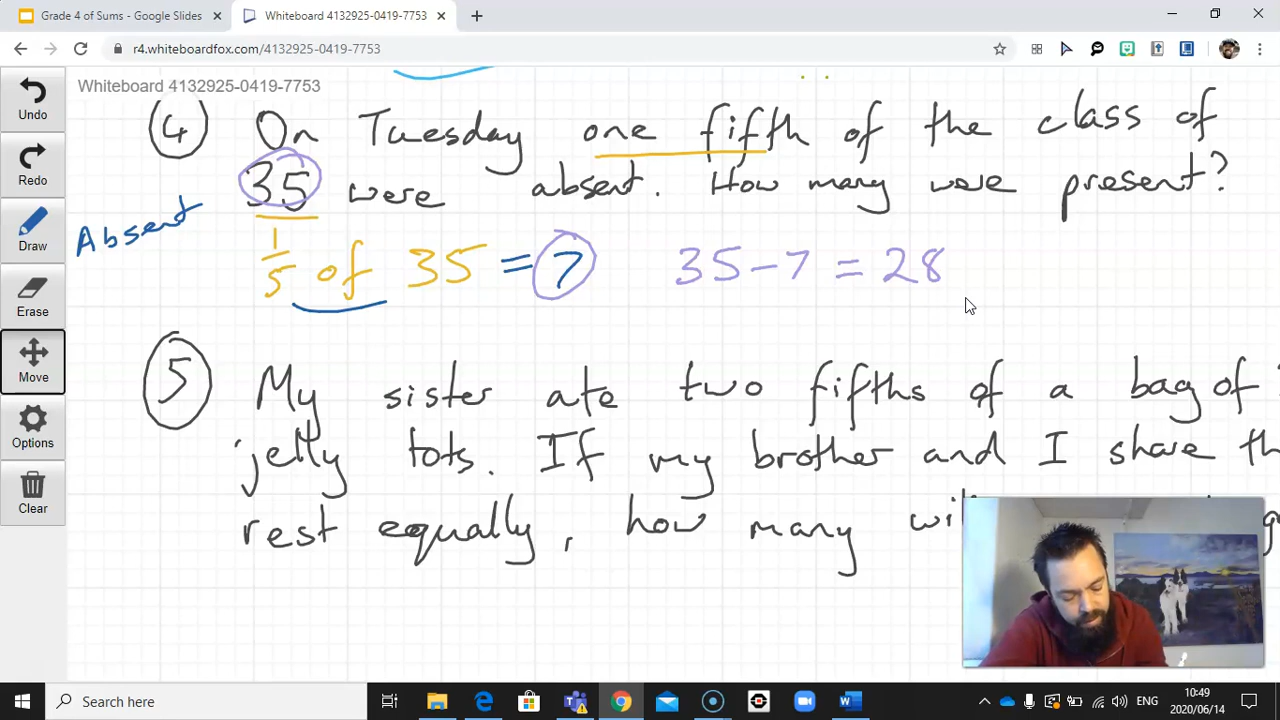 Grade 4 of Sums - Google Slides
Whiteboard 4132925-0419-7753
r4.whiteboardfox.com/4132925-0419-7753
Whiteboard 4132925-0419-7753
Undo
Redo
Draw
Erase
Move
Options
Clear
4 On Tuesday one fifth of the class of
35 were absent. How many were present?
Absent
1/5 of 35 = 7 35 - 7 = 28
5 My sister ate two fifths of a bag of
jelly tots. If my brother and I share
rest equally, how many
Type here to search
ENG
10:49
2020/06/14